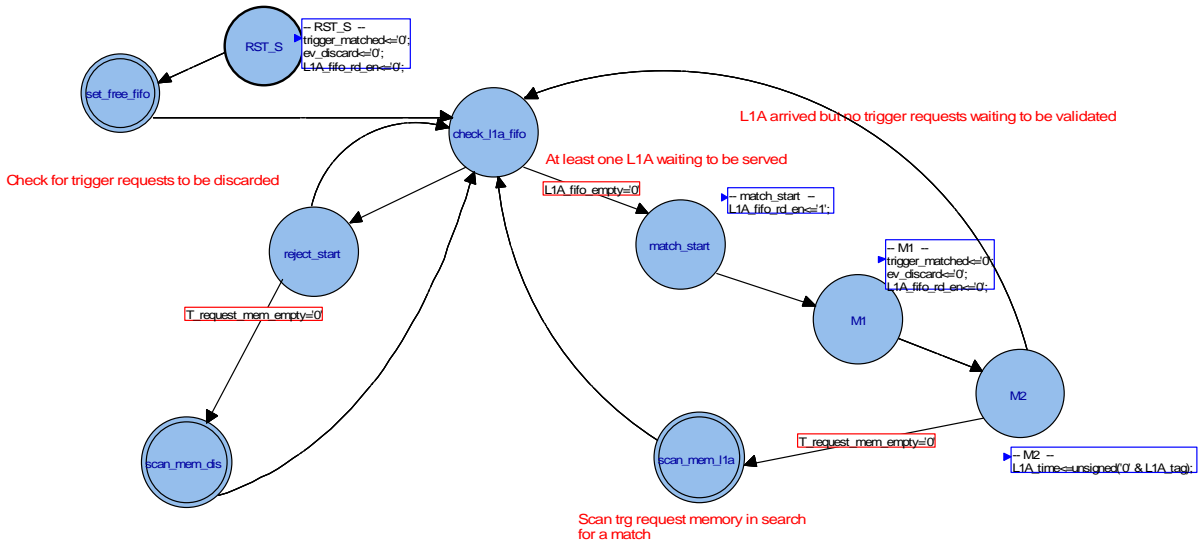 -- RST_S --
trigger_matched<='0';
ev_discard<='0';
L1A_fifo_rd_en<='0';
RST_S
set_free_fifo
check_l1a_fifo
L1A arrived but no trigger requests waiting to be validated
At least one L1A waiting to be served
Check for trigger requests to be discarded
L1A_fifo_empty='0'
-- match_start --
L1A_fifo_rd_en<='1';
reject_start
match_start
-- M1 --
trigger_matched<='0';
ev_discard<='0';
L1A_fifo_rd_en<='0';
T_request_mem_empty='0'
M1
M2
T_request_mem_empty='0'
scan_mem_dis
scan_mem_l1a
-- M2 --
L1A_time<=unsigned('0' & L1A_tag);
Scan trg request memory in search
for a match